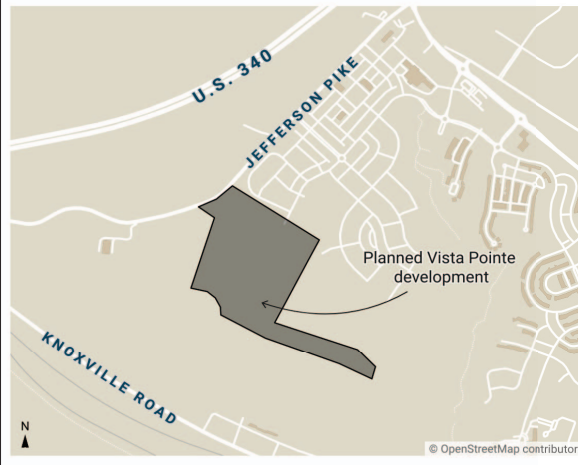 U.S. 340
JEFFERSON PIKE
Planned Vista Pointe
development
KNOXVILLE ROAD
N
© OpenStreetMap contributor